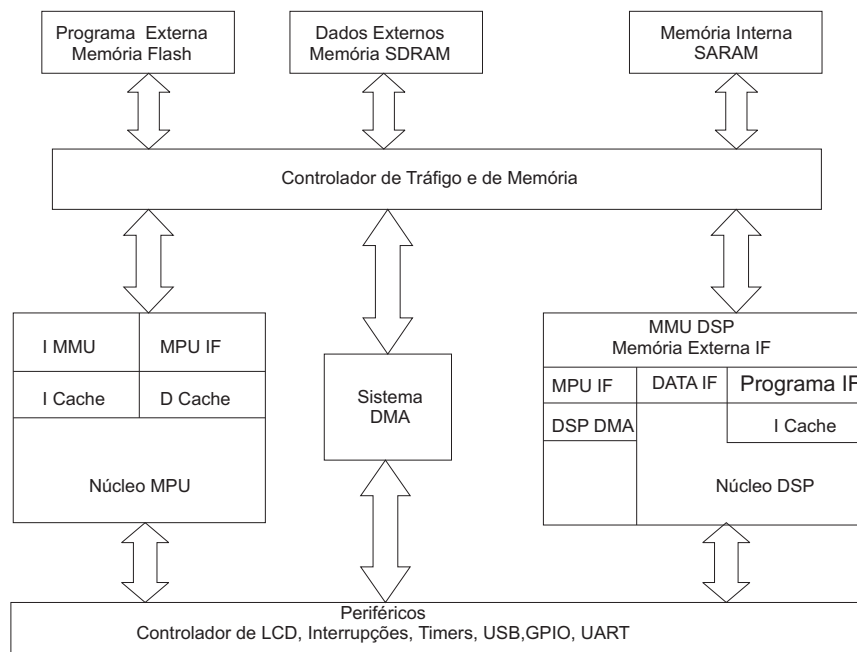 Programa Externa
Memória Flash
Dados Externos
Memória SDRAM
Memória Interna
SARAM
Controlador de Tráfigo e de Memória
I MMU
MPU IF
I Cache
D Cache
Núcleo MPU
Sistema
DMA
MMU DSP
Memória Externa IF
MPU IF
DATA IF
Programa IF
DSP DMA
I Cache
Núcleo DSP
Periféricos
Controlador de LCD, Interrupções, Timers, USB,GPIO, UART